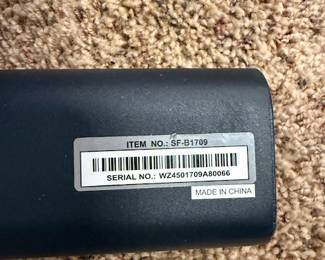 ITEM NO.: SF-B1709
SERIAL NO.: WZ4501709A80066
MADE IN CHINA